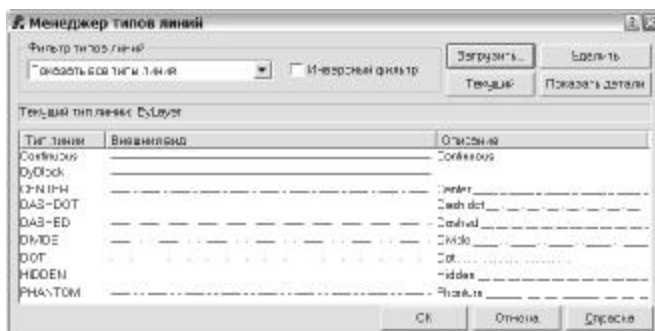 Менеджер типов линий
Фильтр типов линий
Показать все типы линий
Инверсный фильтр
Загрузить...
Удалить
Текущий
Показать детали
Текущий тип линии: ByLayer
Тип линии Внешний вид Описание
Continuous Continuous
ByBlock
CENTER Center
DASHDOT Dash dot
DASHED Dashed
DIVIDE Divide
DOT Dot
HIDDEN Hidden
PHANTOM Phantom
OK Отмена Справка